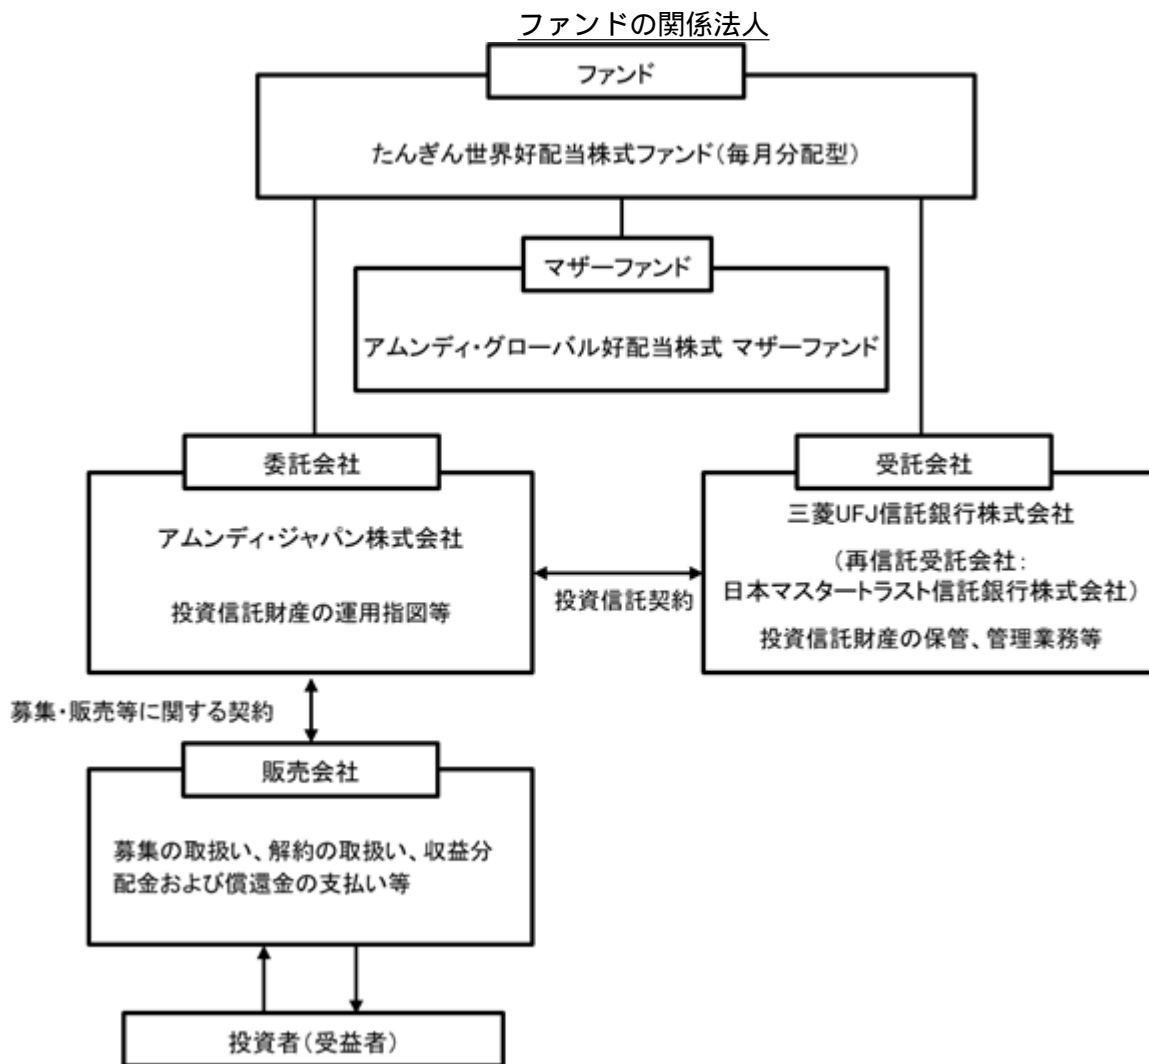 ファンドの関係法人
ファンド
たんぎん世界好配当株式ファンド（毎月分配型）
マザーファンド
アムンディ・グローバル好配当株式 マザーファンド
委託会社
アムンディ・ジャパン株式会社
投資信託財産の運用指図等
投資信託契約
受託会社
三菱UFJ信託銀行株式会社
（再信託受託会社：
日本マスタートラスト信託銀行株式会社）
投資信託財産の保管、管理業務等
募集・販売等に関する契約
販売会社
募集の取扱い、解約の取扱い、収益分
配金および償還金の支払い等
投資者（受益者）